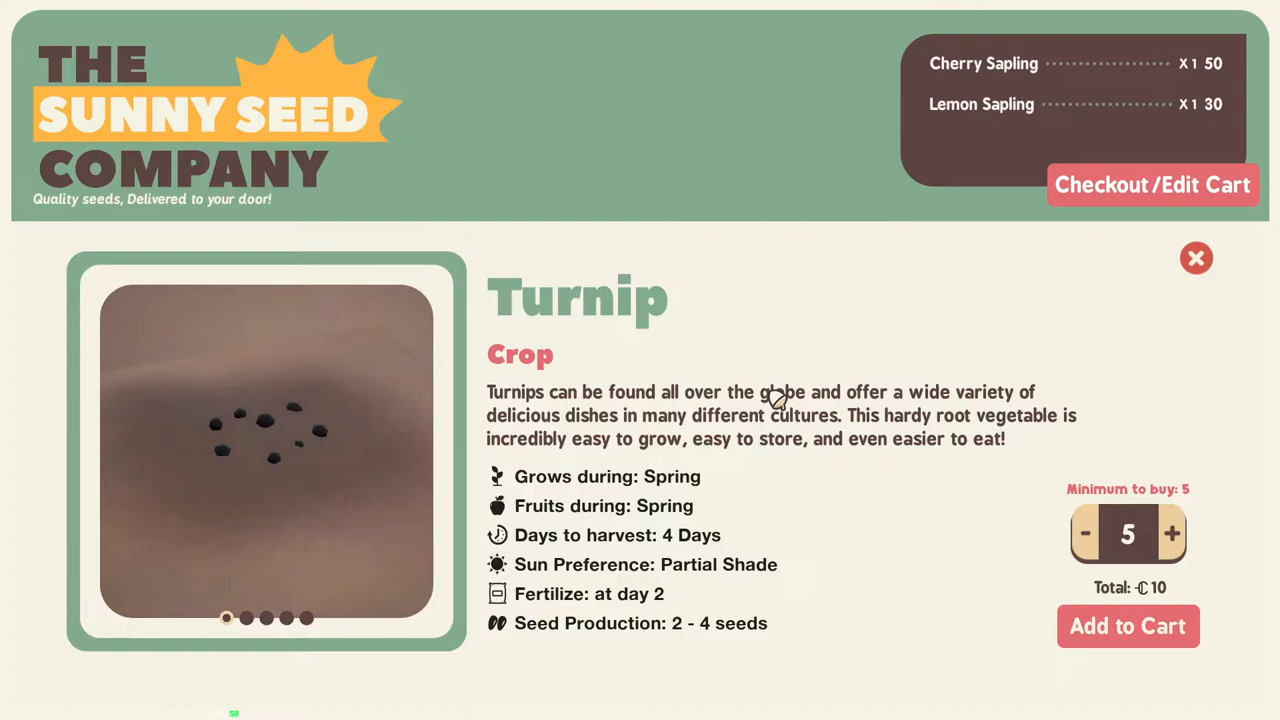 THE
SUNNY SEED
COMPANY
Quality seeds, Delivered to your door!
Cherry Sapling X 1 50
Lemon Sapling X 1 30
Checkout/Edit Cart
Turnip
Crop
Turnips can be found all over the globe and offer a wide variety of
delicious dishes in many different cultures. This hardy root vegetable is
incredibly easy to grow, easy to store, and even easier to eat!
Grows during: Spring
Fruits during: Spring
Days to harvest: 4 Days
Sun Preference: Partial Shade
Fertilize: at day 2
Seed Production: 2 - 4 seeds
Minimum to buy: 5
- 5 +
Total: 10
Add to Cart